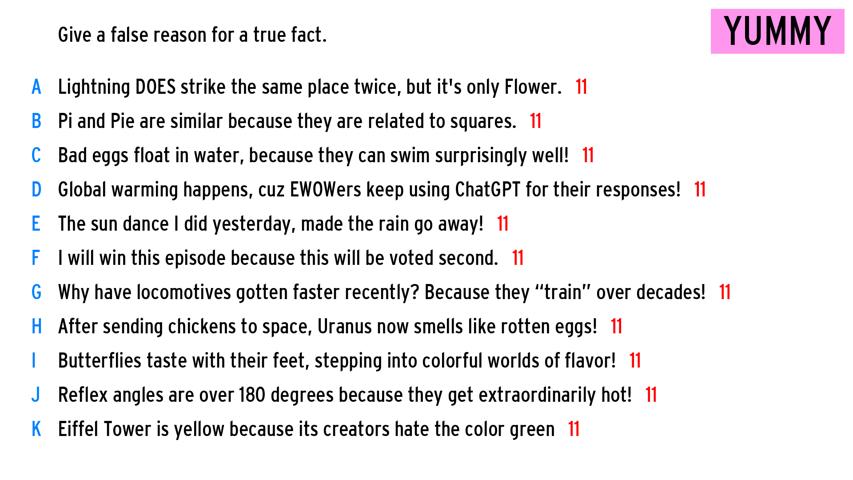 Give a false reason for a true fact.
YUMMY
A Lightning DOES strike the same place twice, but it's only Flower. 11
B Pi and Pie are similar because they are related to squares. 11
C Bad eggs float in water, because they can swim surprisingly well! 11
D Global warming happens, cuz EWOWers keep using ChatGPT for their responses! 11
E The sun dance I did yesterday, made the rain go away! 11
F I will win this episode because this will be voted second. 11
G Why have locomotives gotten faster recently? Because they “train” over decades! 11
H After sending chickens to space, Uranus now smells like rotten eggs! 11
I Butterflies taste with their feet, stepping into colorful worlds of flavor! 11
J Reflex angles are over 180 degrees because they get extraordinarily hot! 11
K Eiffel Tower is yellow because its creators hate the color green 11